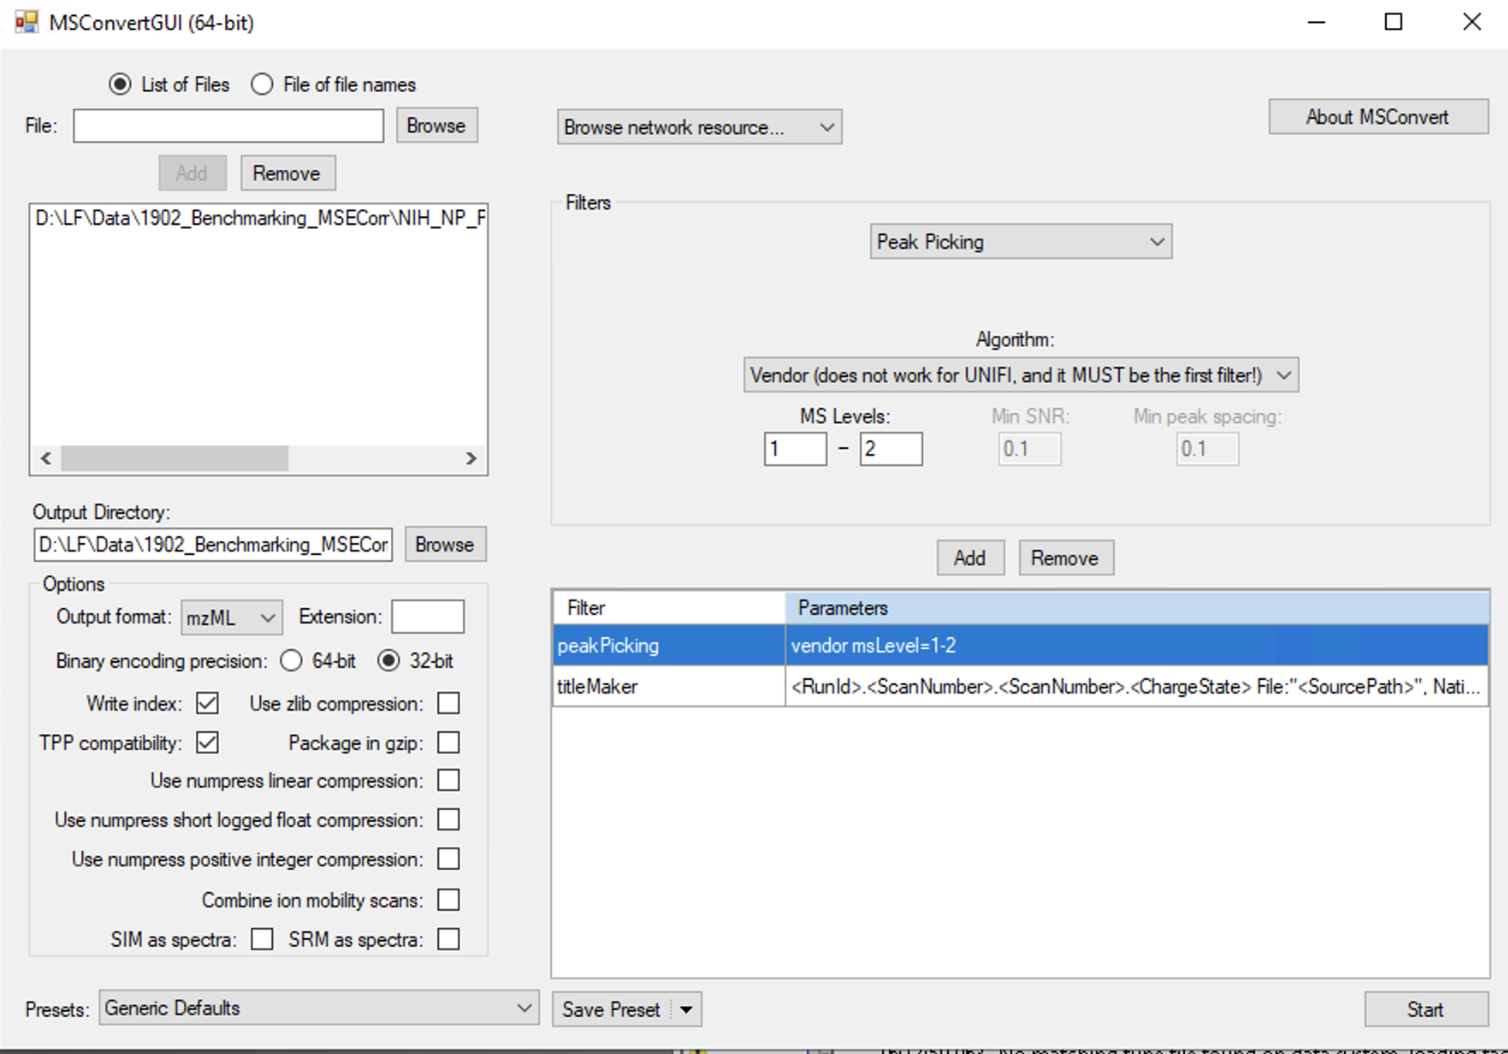 MSConvertGUI (64-bit)
List of Files
File of file names
File:
Browse
Browse network resource...
About MSConvert
Add
Remove
D:\LF\Data\1902_Benchmarking_MSECorr\NIH_NP_F
Filters
Peak Picking
Algorithm:
Vendor (does not work for UNIFI, and it MUST be the first filter!)
MS Levels:
Min SNR:
Min peak spacing:
1
–
2
0.1
0.1
Output Directory:
D:\LF\Data\1902_Benchmarking_MSECor
Browse
Add
Remove
Options
Output format:
mzML
Extension:
Binary encoding precision:
64-bit
32-bit
Write index:
Use zlib compression:
TPP compatibility:
Package in gzip:
Use numpress linear compression:
Use numpress short logged float compression:
Use numpress positive integer compression:
Combine ion mobility scans:
SIM as spectra:
SRM as spectra:
Filter
Parameters
peakPicking
vendor msLevel=1-2
titleMaker
<RunId>.<ScanNumber>.<ScanNumber>.<ChargeState> File:"<SourcePath>", Nati...
Presets:
Generic Defaults
Save Preset
Start